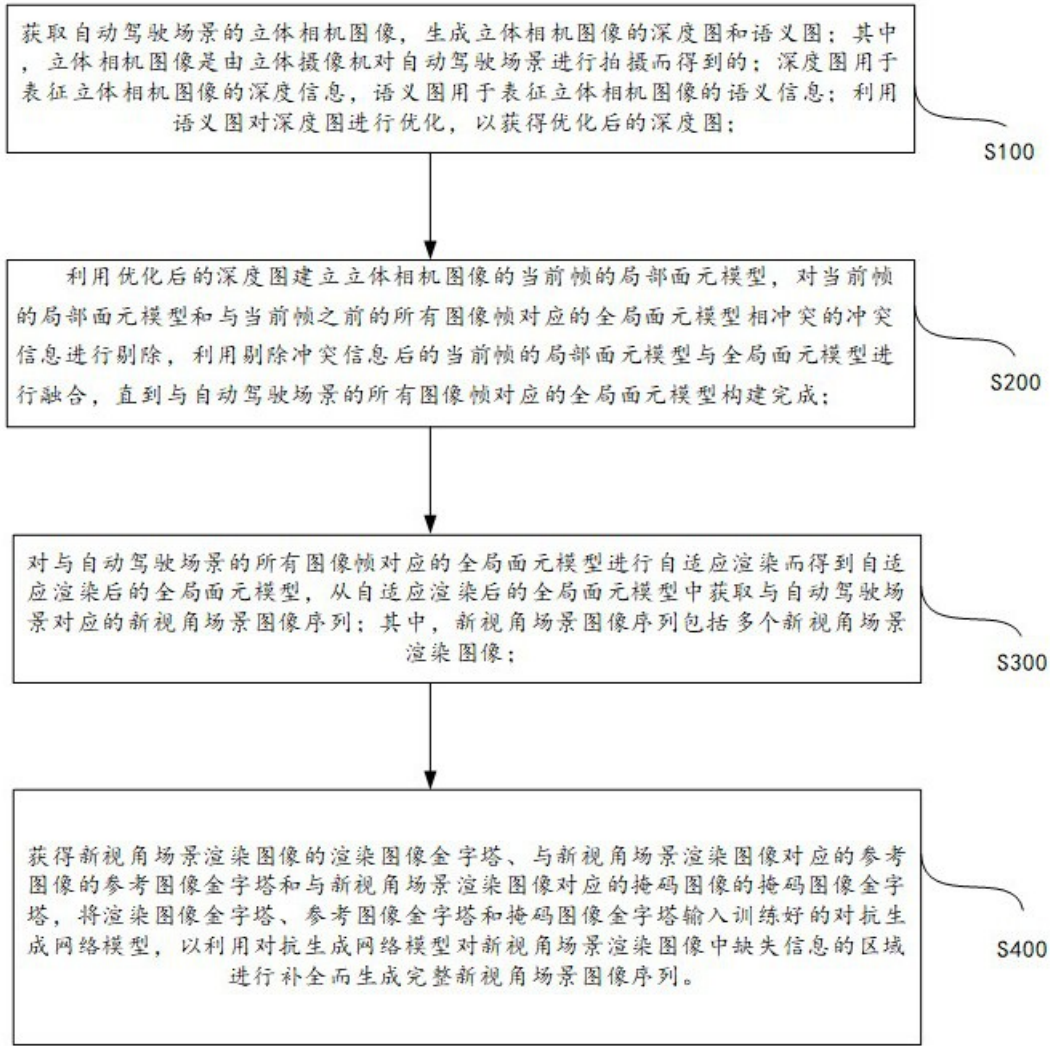 获取自动驾驶场景的立体相机图像，生成立体相机图像的深度图和语义图；其中
，立体相机图像是由立体摄像机对自动驾驶场景进行拍摄而得到的；深度图用于
表征立体相机图像的深度信息，语义图用于表征立体相机图像的语义信息；利用
语义图对深度图进行优化，以获得优化后的深度图；
S100
利用优化后的深度图建立立体相机图像的当前帧的局部面元模型，对当前帧
的局部面元模型和与当前帧之前的所有图像帧对应的全局面元模型相冲突的冲突
信息进行剔除，利用剔除冲突信息后的当前帧的局部面元模型与全局面元模型进
行融合，直到与自动驾驶场景的所有图像帧对应的全局面元模型构建完成；
S200
对与自动驾驶场景的所有图像帧对应的全局面元模型进行自适应渲染而得到自适
应渲染后的全局面元模型，从自适应渲染后的全局面元模型中获取与自动驾驶场
景对应的新视角场景图像序列；其中，新视角场景图像序列包括多个新视角场景
渲染图像；
S300
获得新视角场景渲染图像的渲染图像金字塔、与新视角场景渲染图像对应的参考
图像的参考图像金字塔和与新视角场景渲染图像对应的掩码图像的掩码图像金字
塔，将渲染图像金字塔、参考图像金字塔和掩码图像金字塔输入训练好的对抗生
成网络模型，以利用对抗生成网络模型对新视角场景渲染图像中缺失信息的区域
进行补全而生成完整新视角场景图像序列。
S400